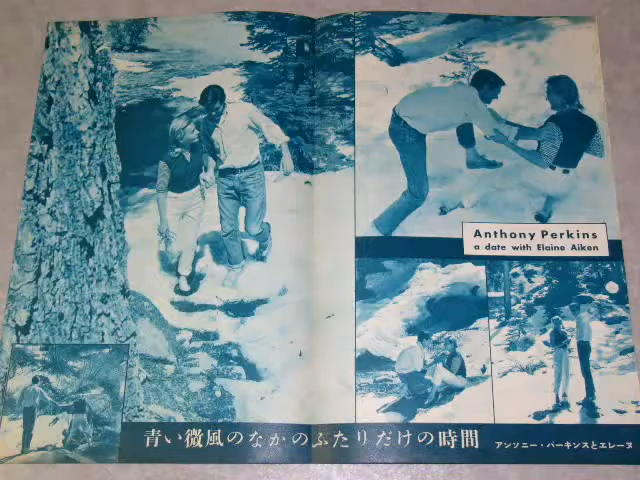 Anthony Perkins
a date with Elaine Aiken
青い微風のなかのふたりだけの時間
アンソニー・パーキンスとエレーヌ